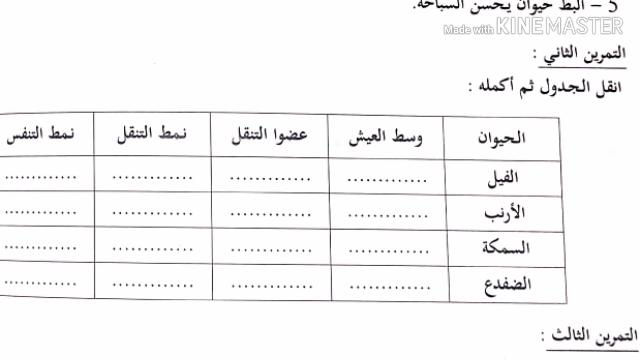 5 – البط حيوان يحسن السباحة.
Made with KINEMASTER
التمرين الثاني :
انقل الجدول ثم أكمله :
الحيوان وسط العيش عضوا التنقل نمط التنقل نمط التنفس
الفيل ............. ............. ............. .............
الأرنب ............. ............. ............. .............
السمكة ............. ............. ............. .............
الضفدع ............. ............. ............. .............
التمرين الثالث :